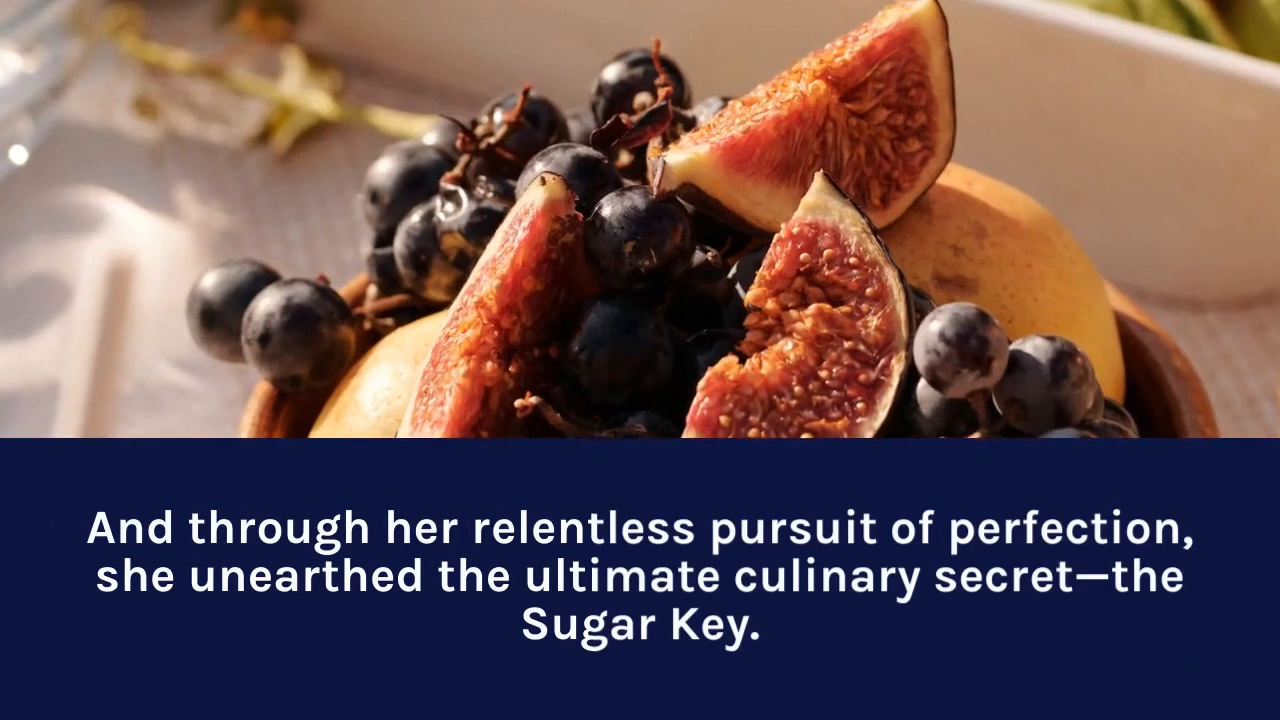 And through her relentless pursuit of perfection,
she unearthed the ultimate culinary secret—the
Sugar Key.